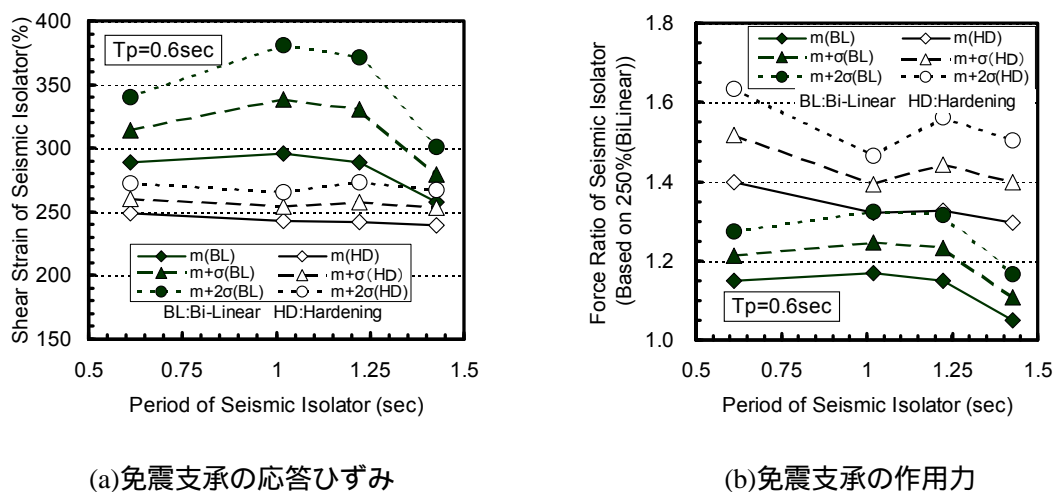 400
350
300
250
200
150
Shear Strain of Seismic Isolator(%)
Tp=0.6sec
m(BL)
m(HD)
m+σ(BL)
m+σ(HD)
m+2σ(BL)
m+2σ(HD)
BL:Bi-Linear HD:Hardening
0.5 0.75 1 1.25 1.5
Period of Seismic Isolator (sec)
(a)免震支承の応答ひずみ
1.8
1.6
1.4
1.2
1.0
Force Ratio of Seismic Isolator
(Based on 250%(BiLinear))
m(BL)
m(HD)
m+σ(BL)
m+σ(HD)
m+2σ(BL)
m+2σ(HD)
BL:Bi-Linear HD:Hardening
Tp=0.6sec
0.5 0.75 1 1.25 1.5
Period of Seismic Isolator (sec)
(b)免震支承の作用力